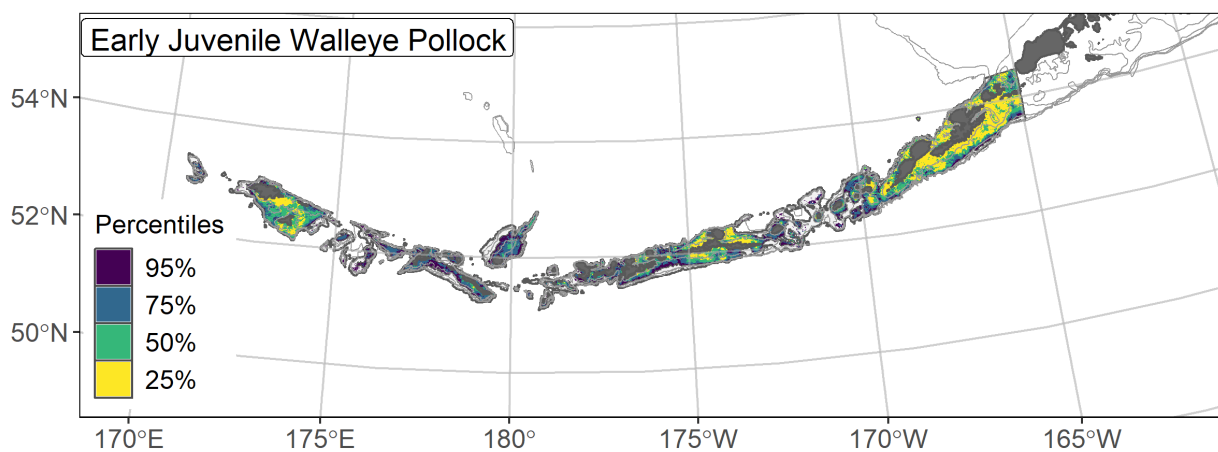 Early Juvenile Walleye Pollock
54°N
52°N
50°N
Percentiles
95%
75%
50%
25%
170°E
175°E
180°
175°W
170°W
165°W